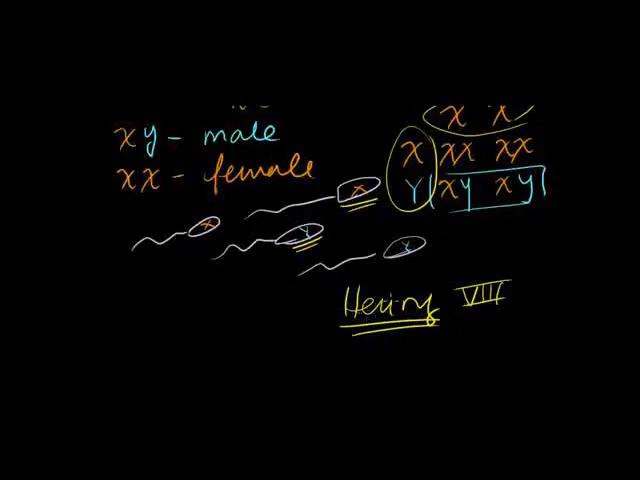 X X
xy - male
X XX XX
xx - female
Y XY XY
X
X
Y
Y
Henry VIII